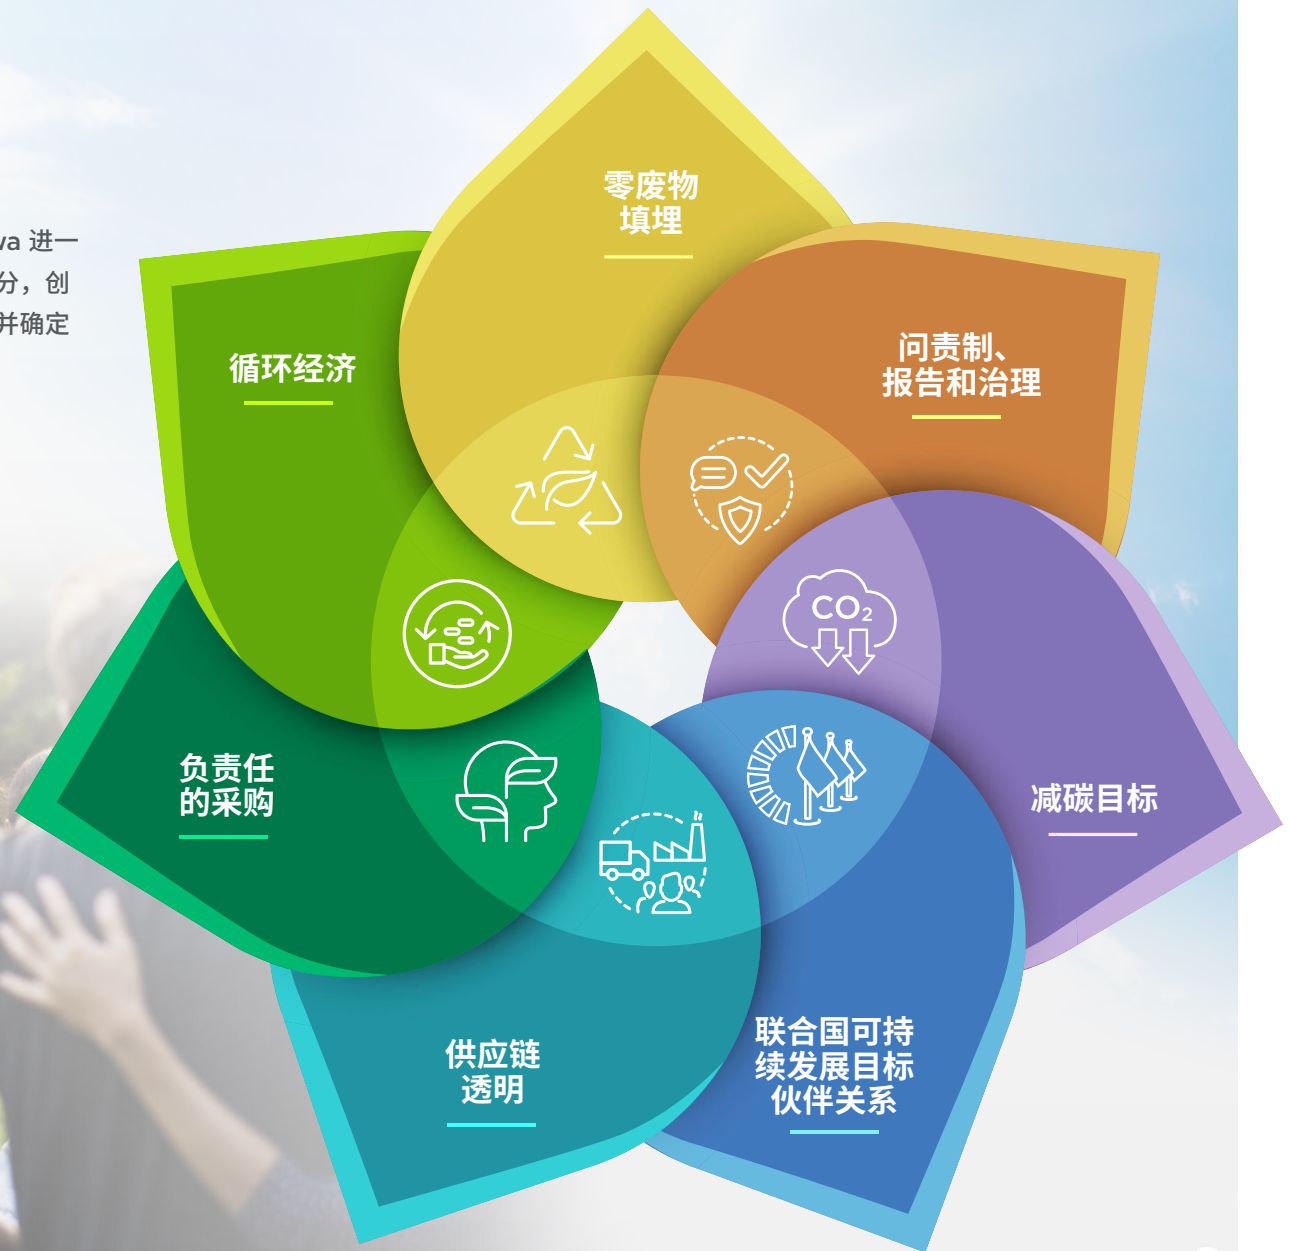 va 进一
分，创
并确定
零废物
填埋
问责制、
报告和治理
循环经济
CO₂
减碳目标
负责任
的采购
供应链
透明
联合国可持
续发展目标
伙伴关系